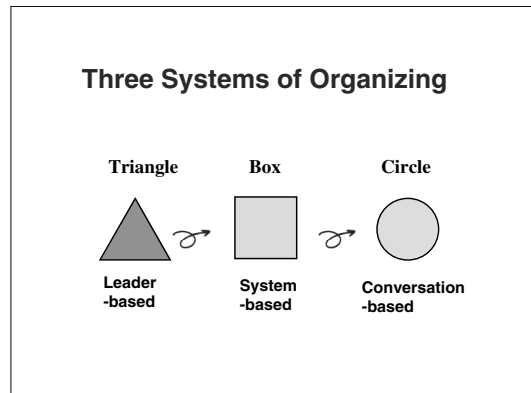 Three Systems of Organizing
Triangle
Box
Circle
Leader
-based
System
-based
Conversation
-based